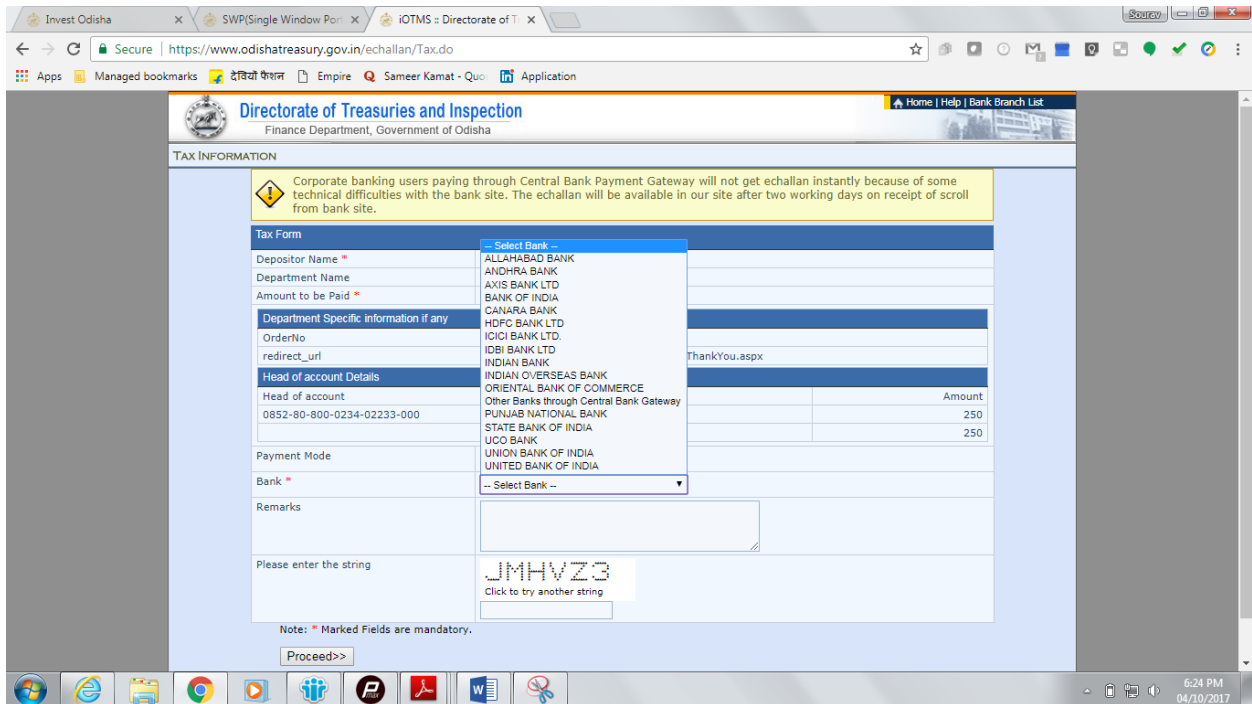 Invest Odisha
SWP(Single Window Port
iOTMS :: Directorate of T
Sourav
Secure | https://www.odishatreasury.gov.in/echallan/Tax.do
Apps Managed bookmarks देवियों फैशन Empire Sameer Kamat - Quo Application
Directorate of Treasuries and Inspection
Finance Department, Government of Odisha
Home | Help | Bank Branch List
TAX INFORMATION
Corporate banking users paying through Central Bank Payment Gateway will not get echallan instantly because of some
technical difficulties with the bank site. The echallan will be available in our site after two working days on receipt of scroll
from bank site.
Tax Form
Depositor Name *
Department Name
Amount to be Paid *
Department Specific information if any
OrderNo
redirect_url
ThankYou.aspx
Head of account Details
Head of account
Amount
0852-80-800-0234-02233-000
250
250
Payment Mode
-- Select Bank --
ALLAHABAD BANK
ANDHRA BANK
AXIS BANK LTD
BANK OF INDIA
CANARA BANK
HDFC BANK LTD
ICICI BANK LTD.
IDBI BANK LTD
INDIAN BANK
INDIAN OVERSEAS BANK
ORIENTAL BANK OF COMMERCE
Other Banks through Central Bank Gateway
PUNJAB NATIONAL BANK
STATE BANK OF INDIA
UCO BANK
UNION BANK OF INDIA
UNITED BANK OF INDIA
Bank *
-- Select Bank --
Remarks
Please enter the string
JMHVZ3
Click to try another string
Note: * Marked Fields are mandatory.
Proceed>>
6:24 PM
04/10/2017